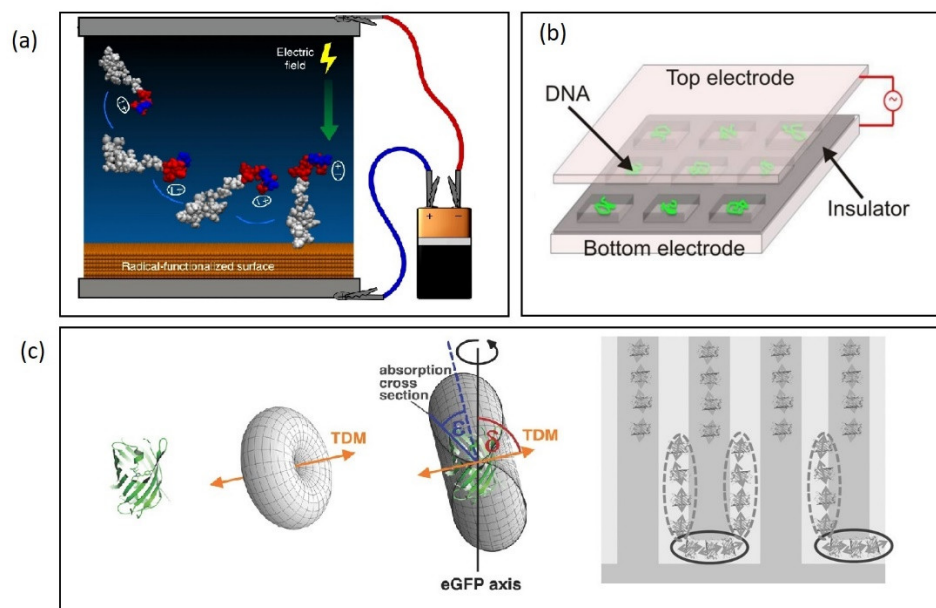 (a)
Electric
field
+ −
Radical-functionalized surface
(b)
Top electrode
DNA
Insulator
Bottom electrode
(c)
absorption
cross
section
TDM
ε
δ
TDM
eGFP axis